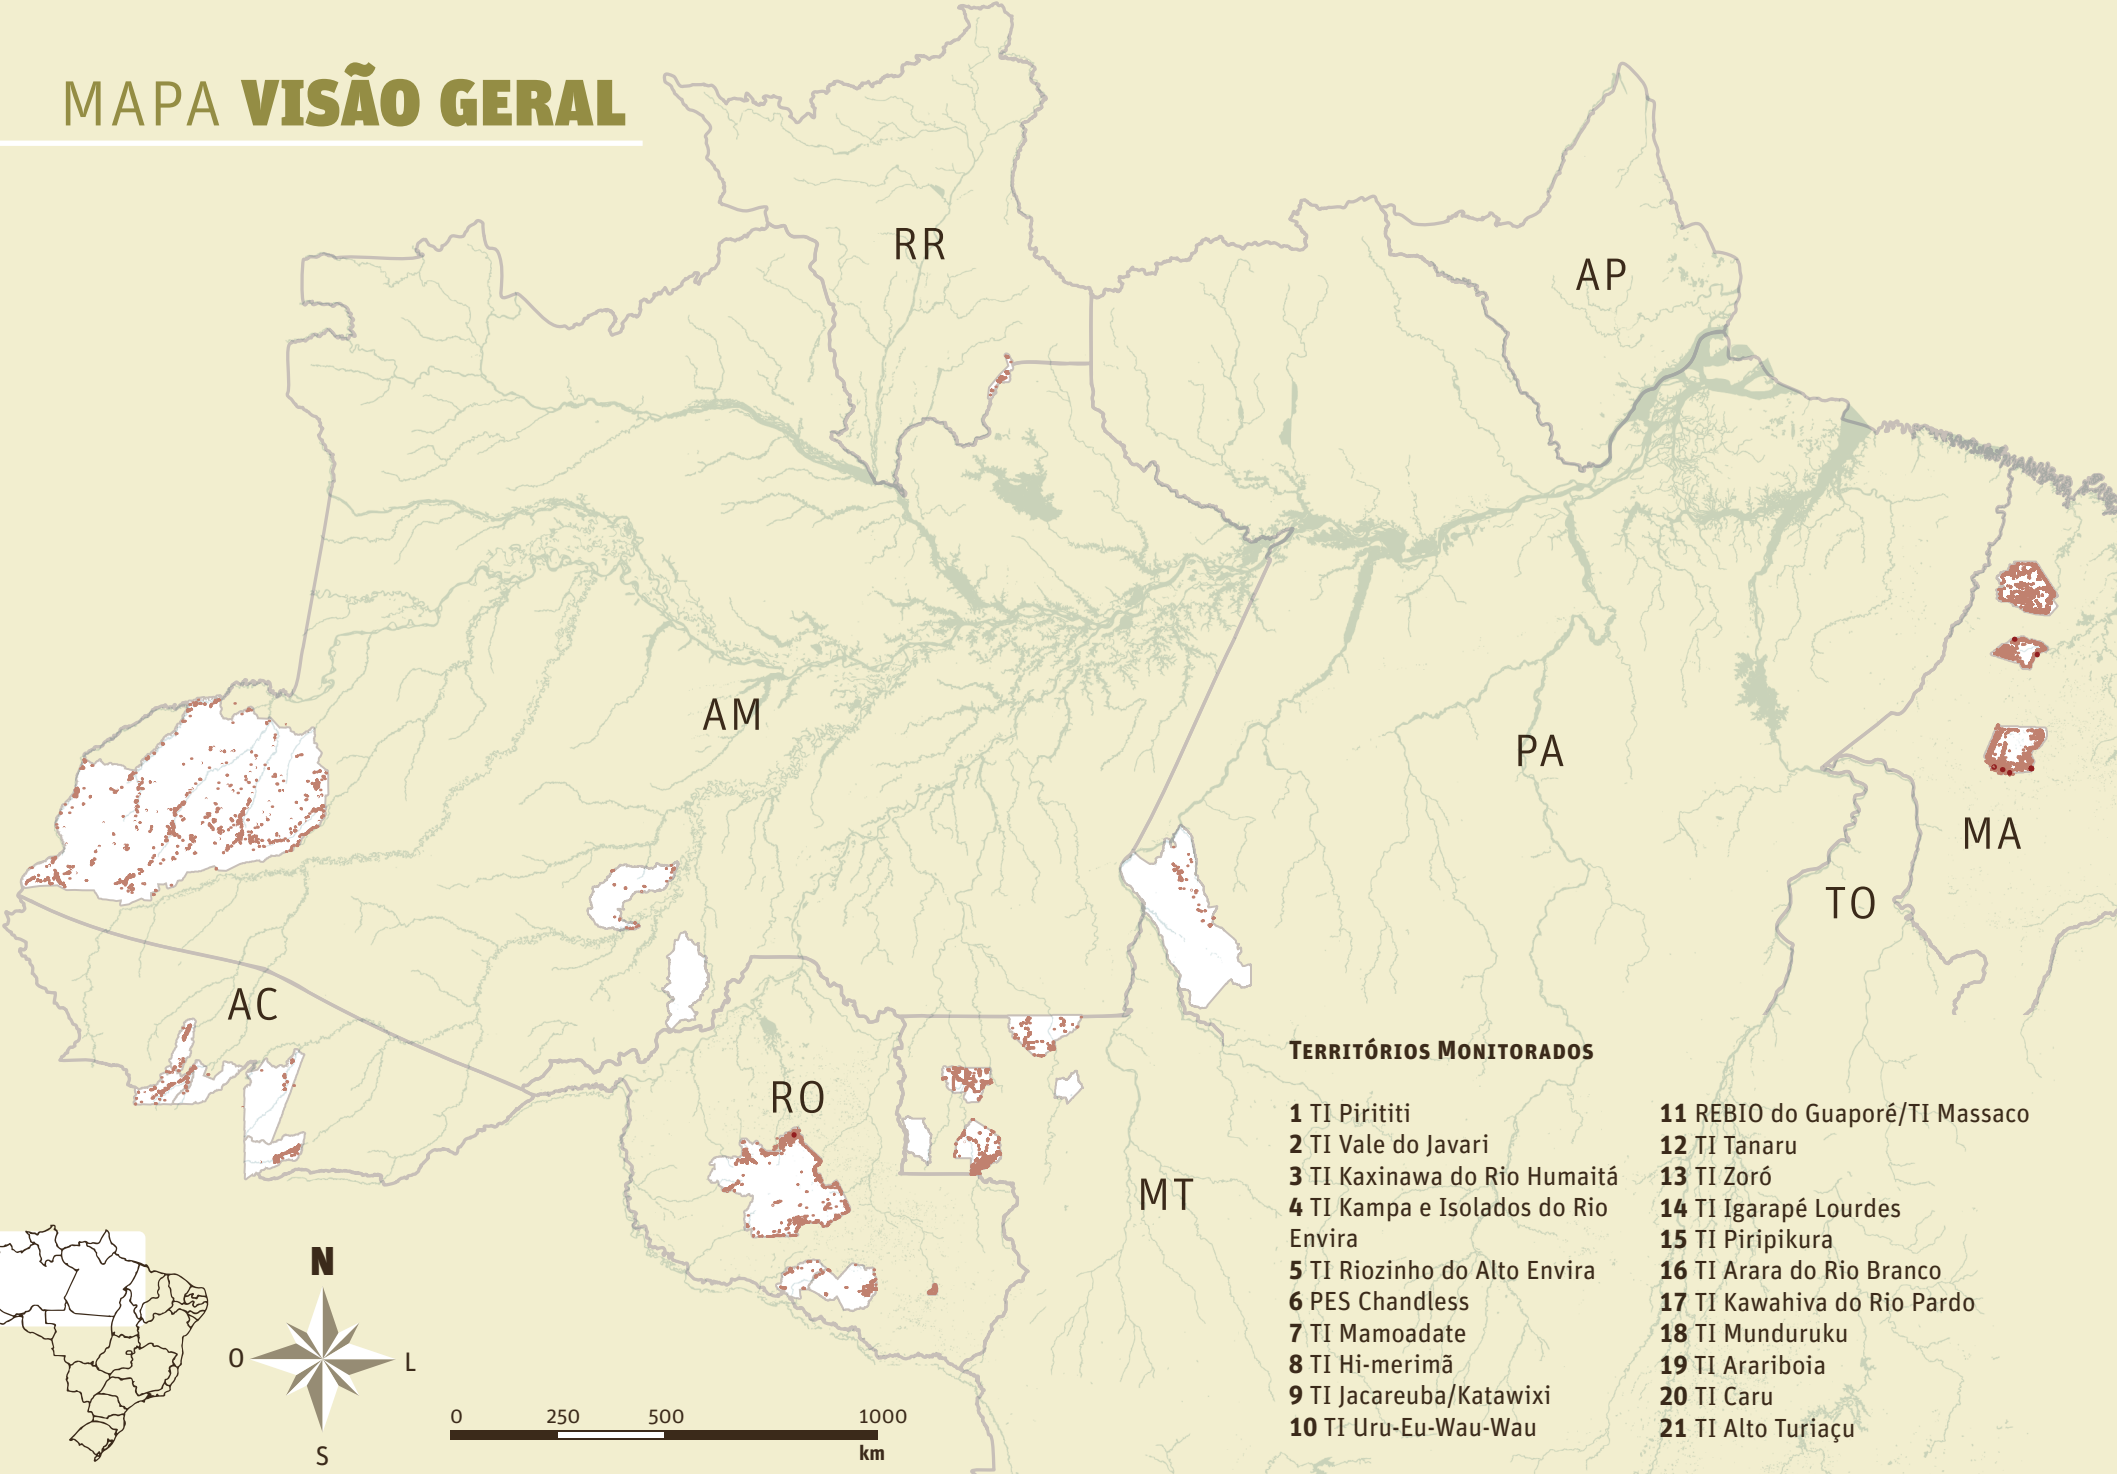 MAPA VISÃO GERAL
RR
AP
AM
PA
MA
TO
AC
RO
MT
TERRITÓRIOS MONITORADOS
1 TI Pirititi
2 TI Vale do Javari
3 TI Kaxinawa do Rio Humaitá
4 TI Kampa e Isolados do Rio
Envira
5 TI Riozinho do Alto Envira
6 PES Chandless
7 TI Mamoadate
8 TI Hi-merimã
9 TI Jacareuba/Katawixi
10 TI Uru-Eu-Wau-Wau
11 REBIO do Guaporé/TI Massaco
12 TI Tanaru
13 TI Zoró
14 TI Igarapé Lourdes
15 TI Piripikura
16 TI Arara do Rio Branco
17 TI Kawahiva do Rio Pardo
18 TI Munduruku
19 TI Arariboia
20 TI Caru
21 TI Alto Turiaçu
N
O
L
S
0 250 500 1000
km